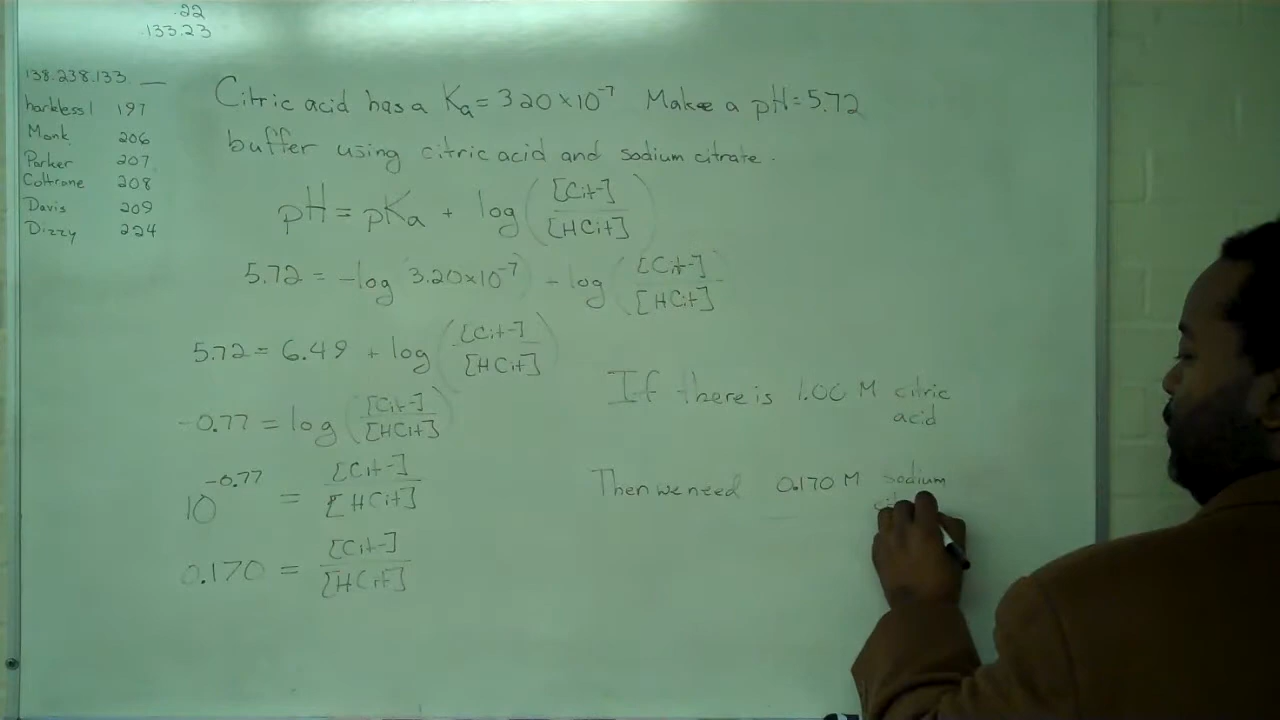 .22
.133.23
138.238.133. __
harkless1 197
Monk 206
Parker 207
Coltrane 208
Davis 209
Dizzy 224
Citric acid has a Ka = 3.20 × 10⁻⁷ Make a pH = 5.72
buffer using citric acid and sodium citrate.
pH = pKa + log ([Cit-]/[HCit])
5.72 = -log (3.20×10⁻⁷) + log ([Cit-]/[HCit])
5.72 = 6.49 + log ([Cit-]/[HCit])
-0.77 = log ([Cit-]/[HCit])
10^-0.77 = [Cit-]/[HCit]
0.170 = [Cit-]/[HCit]
If there is 1.00 M citric
acid
Then we need 0.170 M sodium